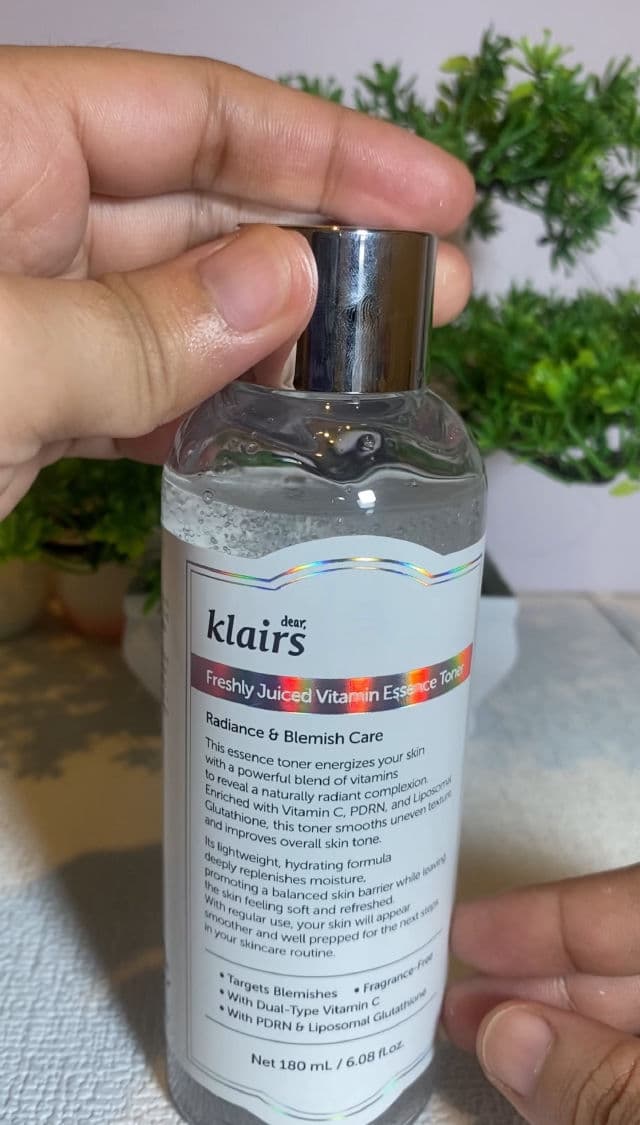 dear,
klairs
Freshly Juiced Vitamin Essence Toner
Radiance & Blemish Care
This essence toner energizes your skin
with a powerful blend of vitamins
to reveal a naturally radiant complexion.
Enriched with Vitamin C, PDRN, and Liposomal
Glutathione, this toner smooths uneven texture,
and improves overall skin tone.
Its lightweight, hydrating formula
deeply replenishes moisture,
promoting a balanced skin barrier while leaving
the skin feeling soft and refreshed.
With regular use, your skin will appear
smoother and well prepped for the next steps
in your skincare routine.
• Targets Blemishes • Fragrance-Free
• With Dual-Type Vitamin C
• With PDRN & Liposomal Glutathione
Net 180 mL / 6.08 fl.oz.